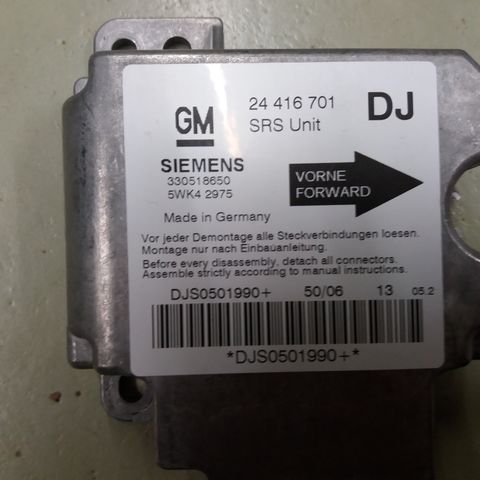 GM
24 416 701
DJ
SRS Unit
SIEMENS
330518650
5WK4 2975
VORNE
FORWARD
Made in Germany
Vor jeder Demontage alle Steckverbindungen loesen.
Montage nur nach Einbauanleitung.
Before every disassembly, detach all connectors.
Assemble strictly according to manual instructions.
DJS0501990+ 50/06 13 05.2
*DJS0501990+*